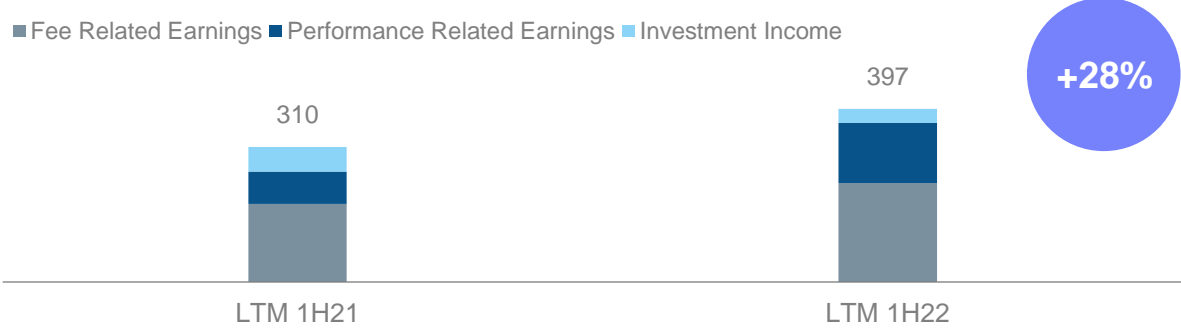 Fee Related Earnings Performance Related Earnings Investment Income
+28%
397
310
LTM 1H21 LTM 1H22